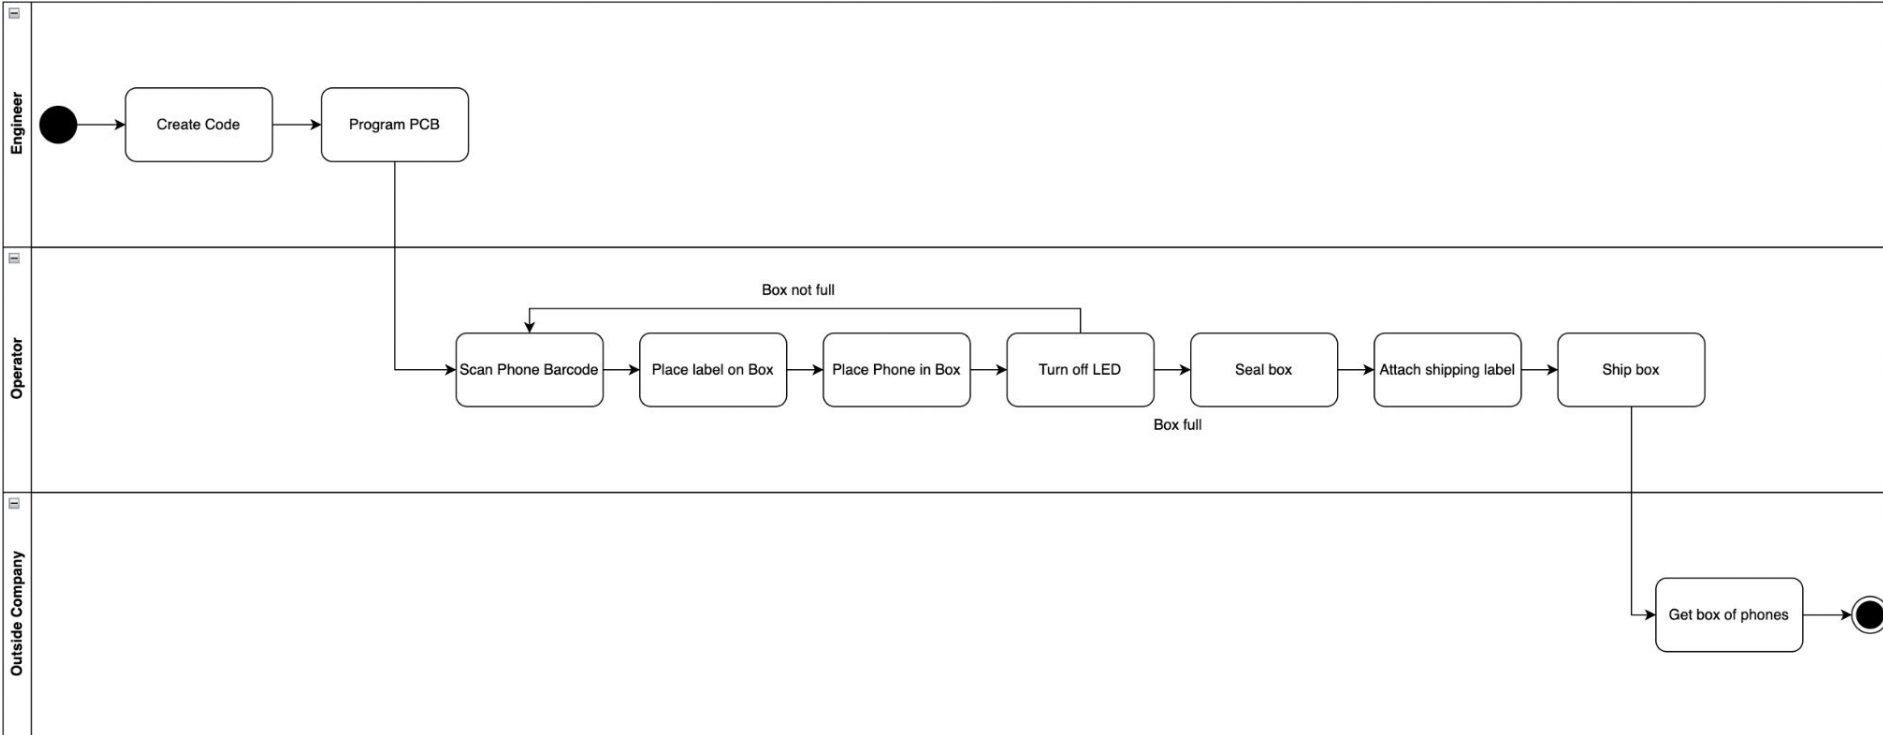 Engineer
Create Code
Program PCB
Operator
Box not full
Scan Phone Barcode
Place label on Box
Place Phone in Box
Turn off LED
Seal box
Attach shipping label
Ship box
Box full
Outside Company
Get box of phones